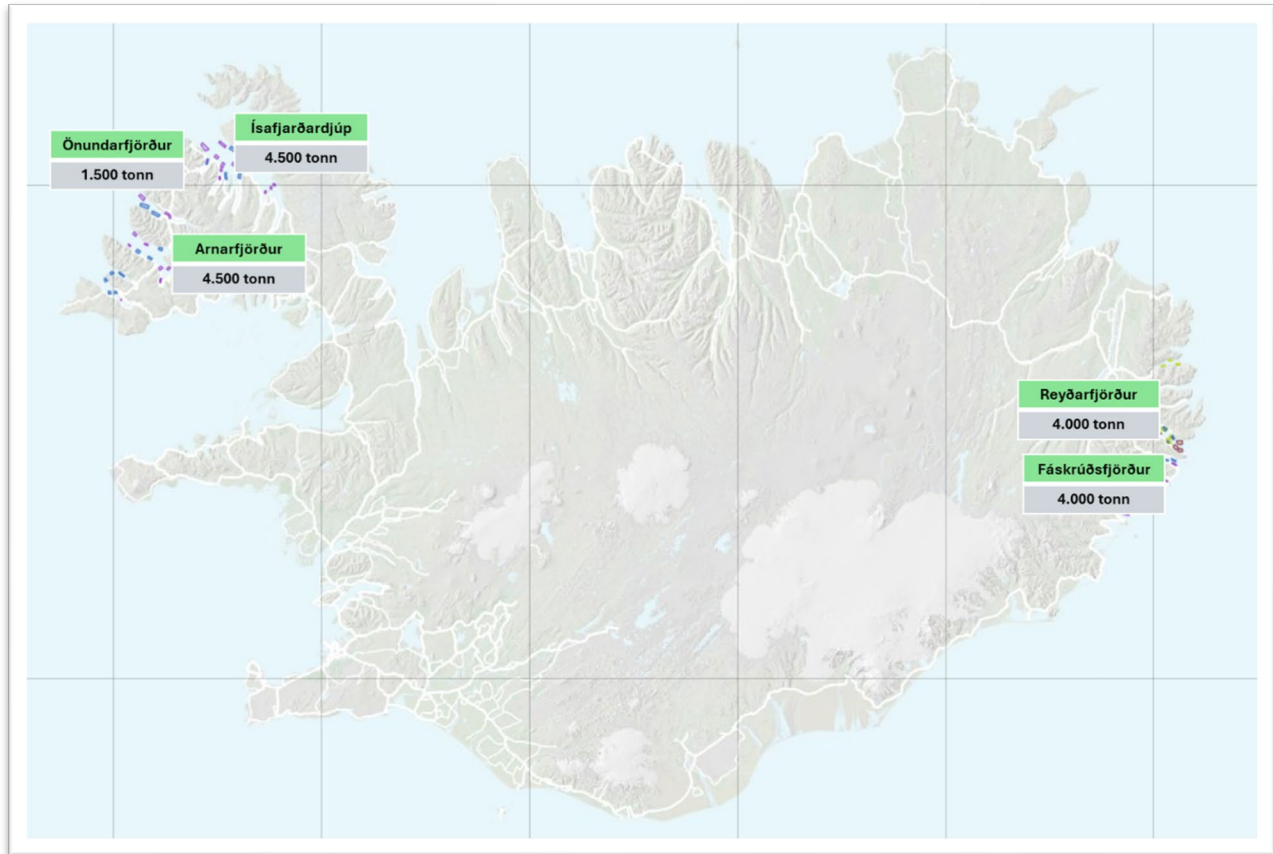 Önundarfjörður
1.500 tonn
Ísafjarðardjúp
4.500 tonn
Arnarfjörður
4.500 tonn
Reyðarfjörður
4.000 tonn
Fáskrúðsfjörður
4.000 tonn